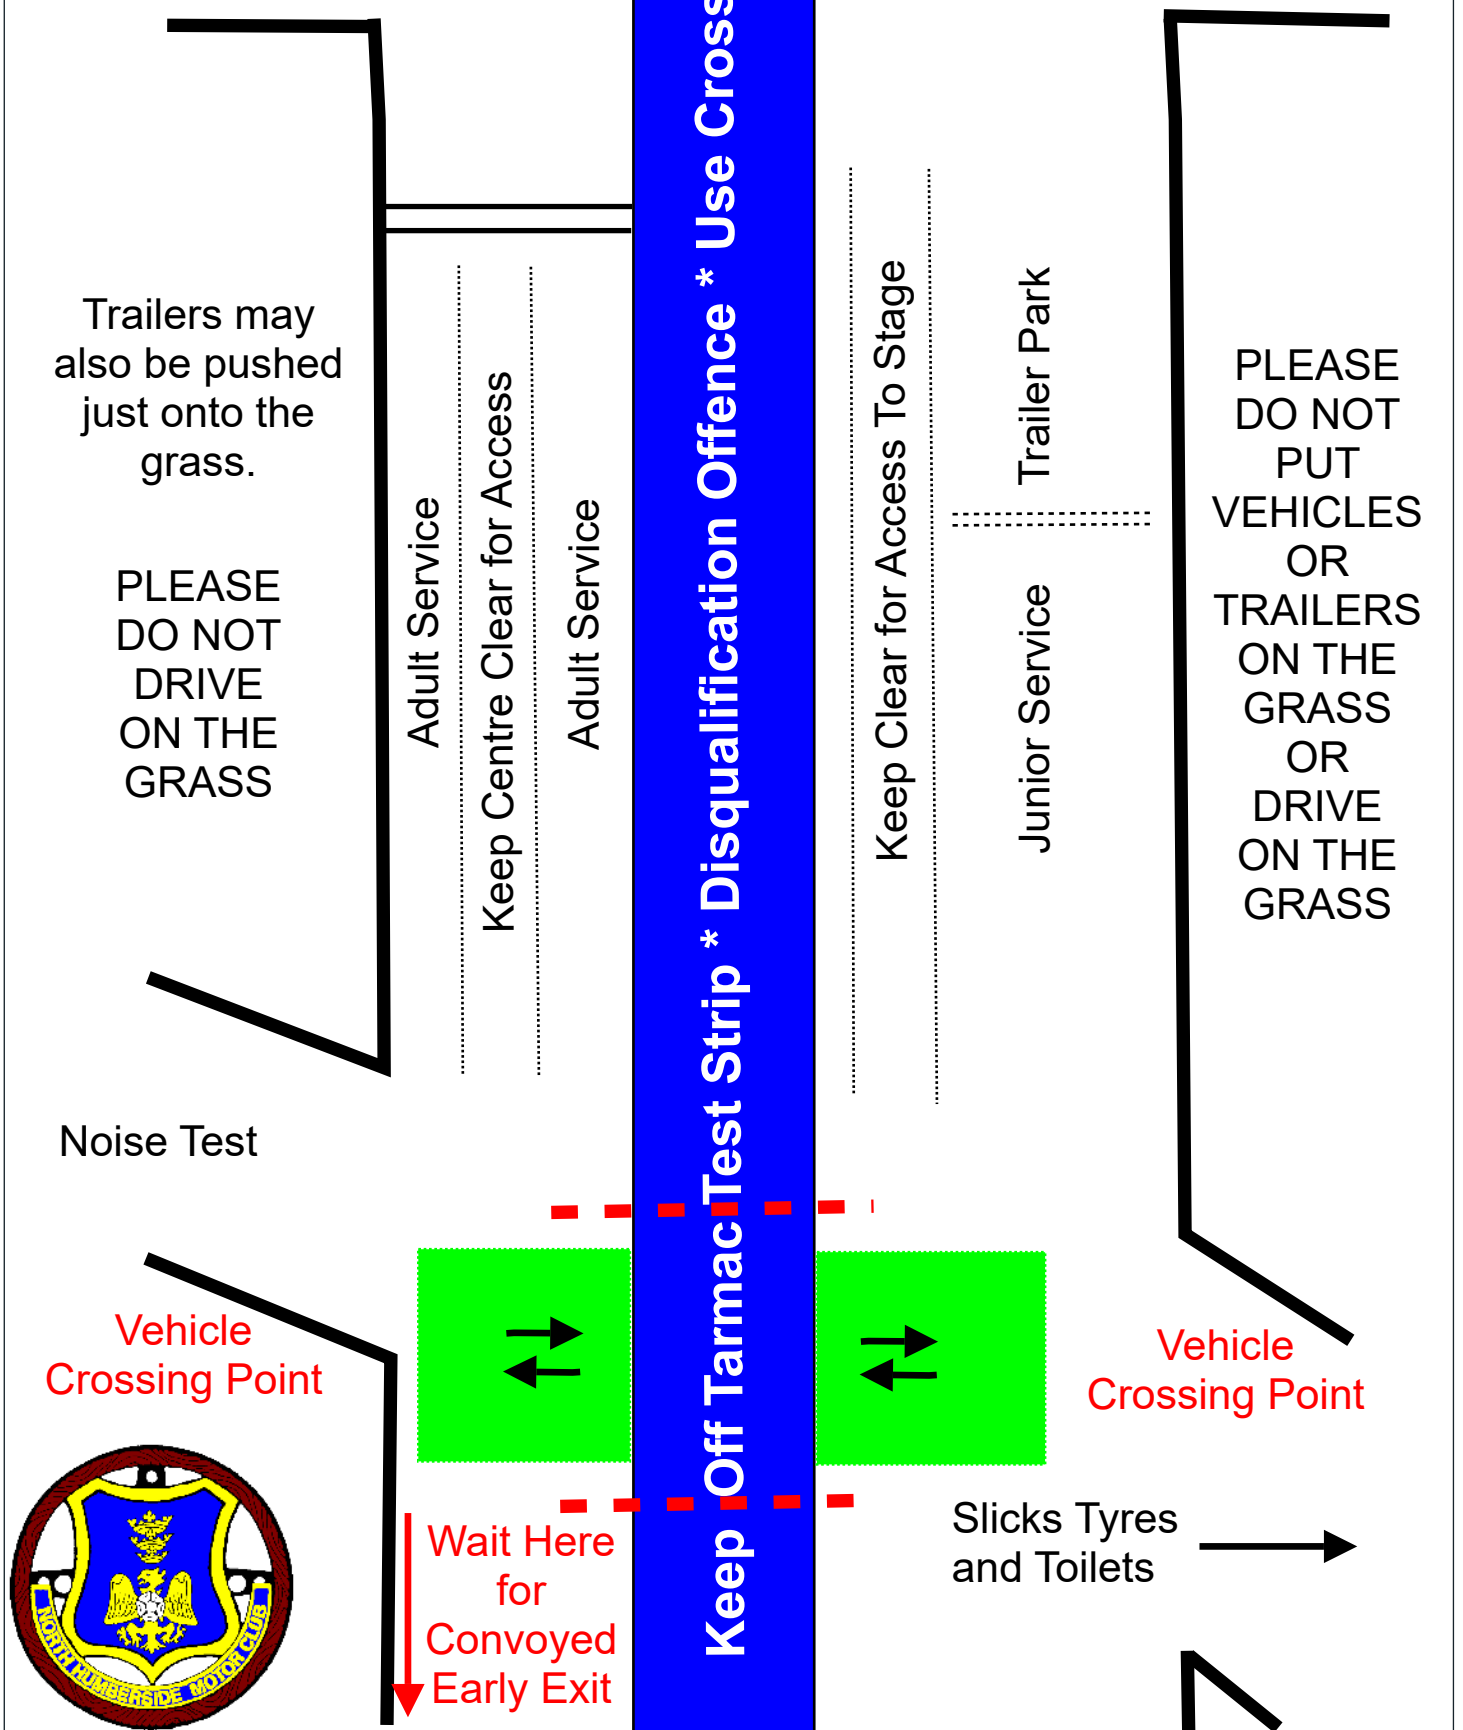 Trailers may
also be pushed
just onto the
grass.
PLEASE
DO NOT
DRIVE
ON THE
GRASS
Adult Service
Keep Centre Clear for Access
Adult Service
Keep Off TarmacTest Strip * Disqualification Offence * Use Cross
Keep Clear for Access To Stage
Trailer Park
Junior Service
PLEASE
DO NOT
PUT
VEHICLES
OR
TRAILERS
ON THE
GRASS
OR
DRIVE
ON THE
GRASS
Noise Test
Vehicle
Crossing Point
Vehicle
Crossing Point
NORTH HUMBERSIDE MOTOR CLUB
Wait Here
for
Convoyed
Early Exit
Slicks Tyres
and Toilets